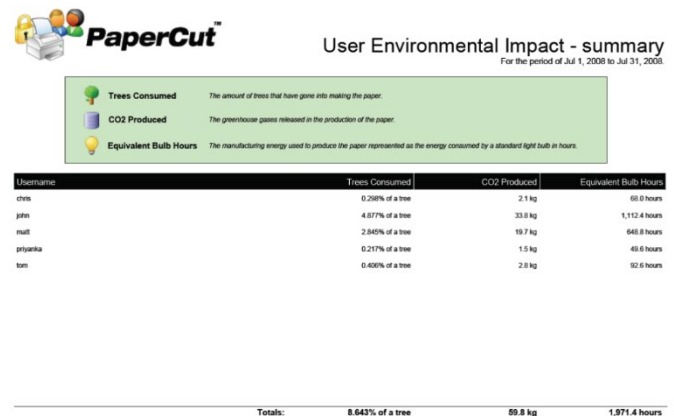 PaperCut™
User Environmental Impact - summary
For the period of Jul 1, 2008 to Jul 31, 2008.
Trees Consumed The amount of trees that have gone into making the paper.
CO2 Produced The greenhouse gases released in the production of the paper.
Equivalent Bulb Hours The manufacturing energy used to produce the paper represented as the energy consumed by a standard light bulb in hours.
Username Trees Consumed CO2 Produced Equivalent Bulb Hours
chris 0.298% of a tree 2.1 kg 68.0 hours
john 4.877% of a tree 33.8 kg 1,112.4 hours
matt 2.845% of a tree 19.7 kg 648.8 hours
priyanka 0.217% of a tree 1.5 kg 49.6 hours
tom 0.406% of a tree 2.8 kg 92.6 hours
Totals: 8.643% of a tree 59.8 kg 1,971.4 hours